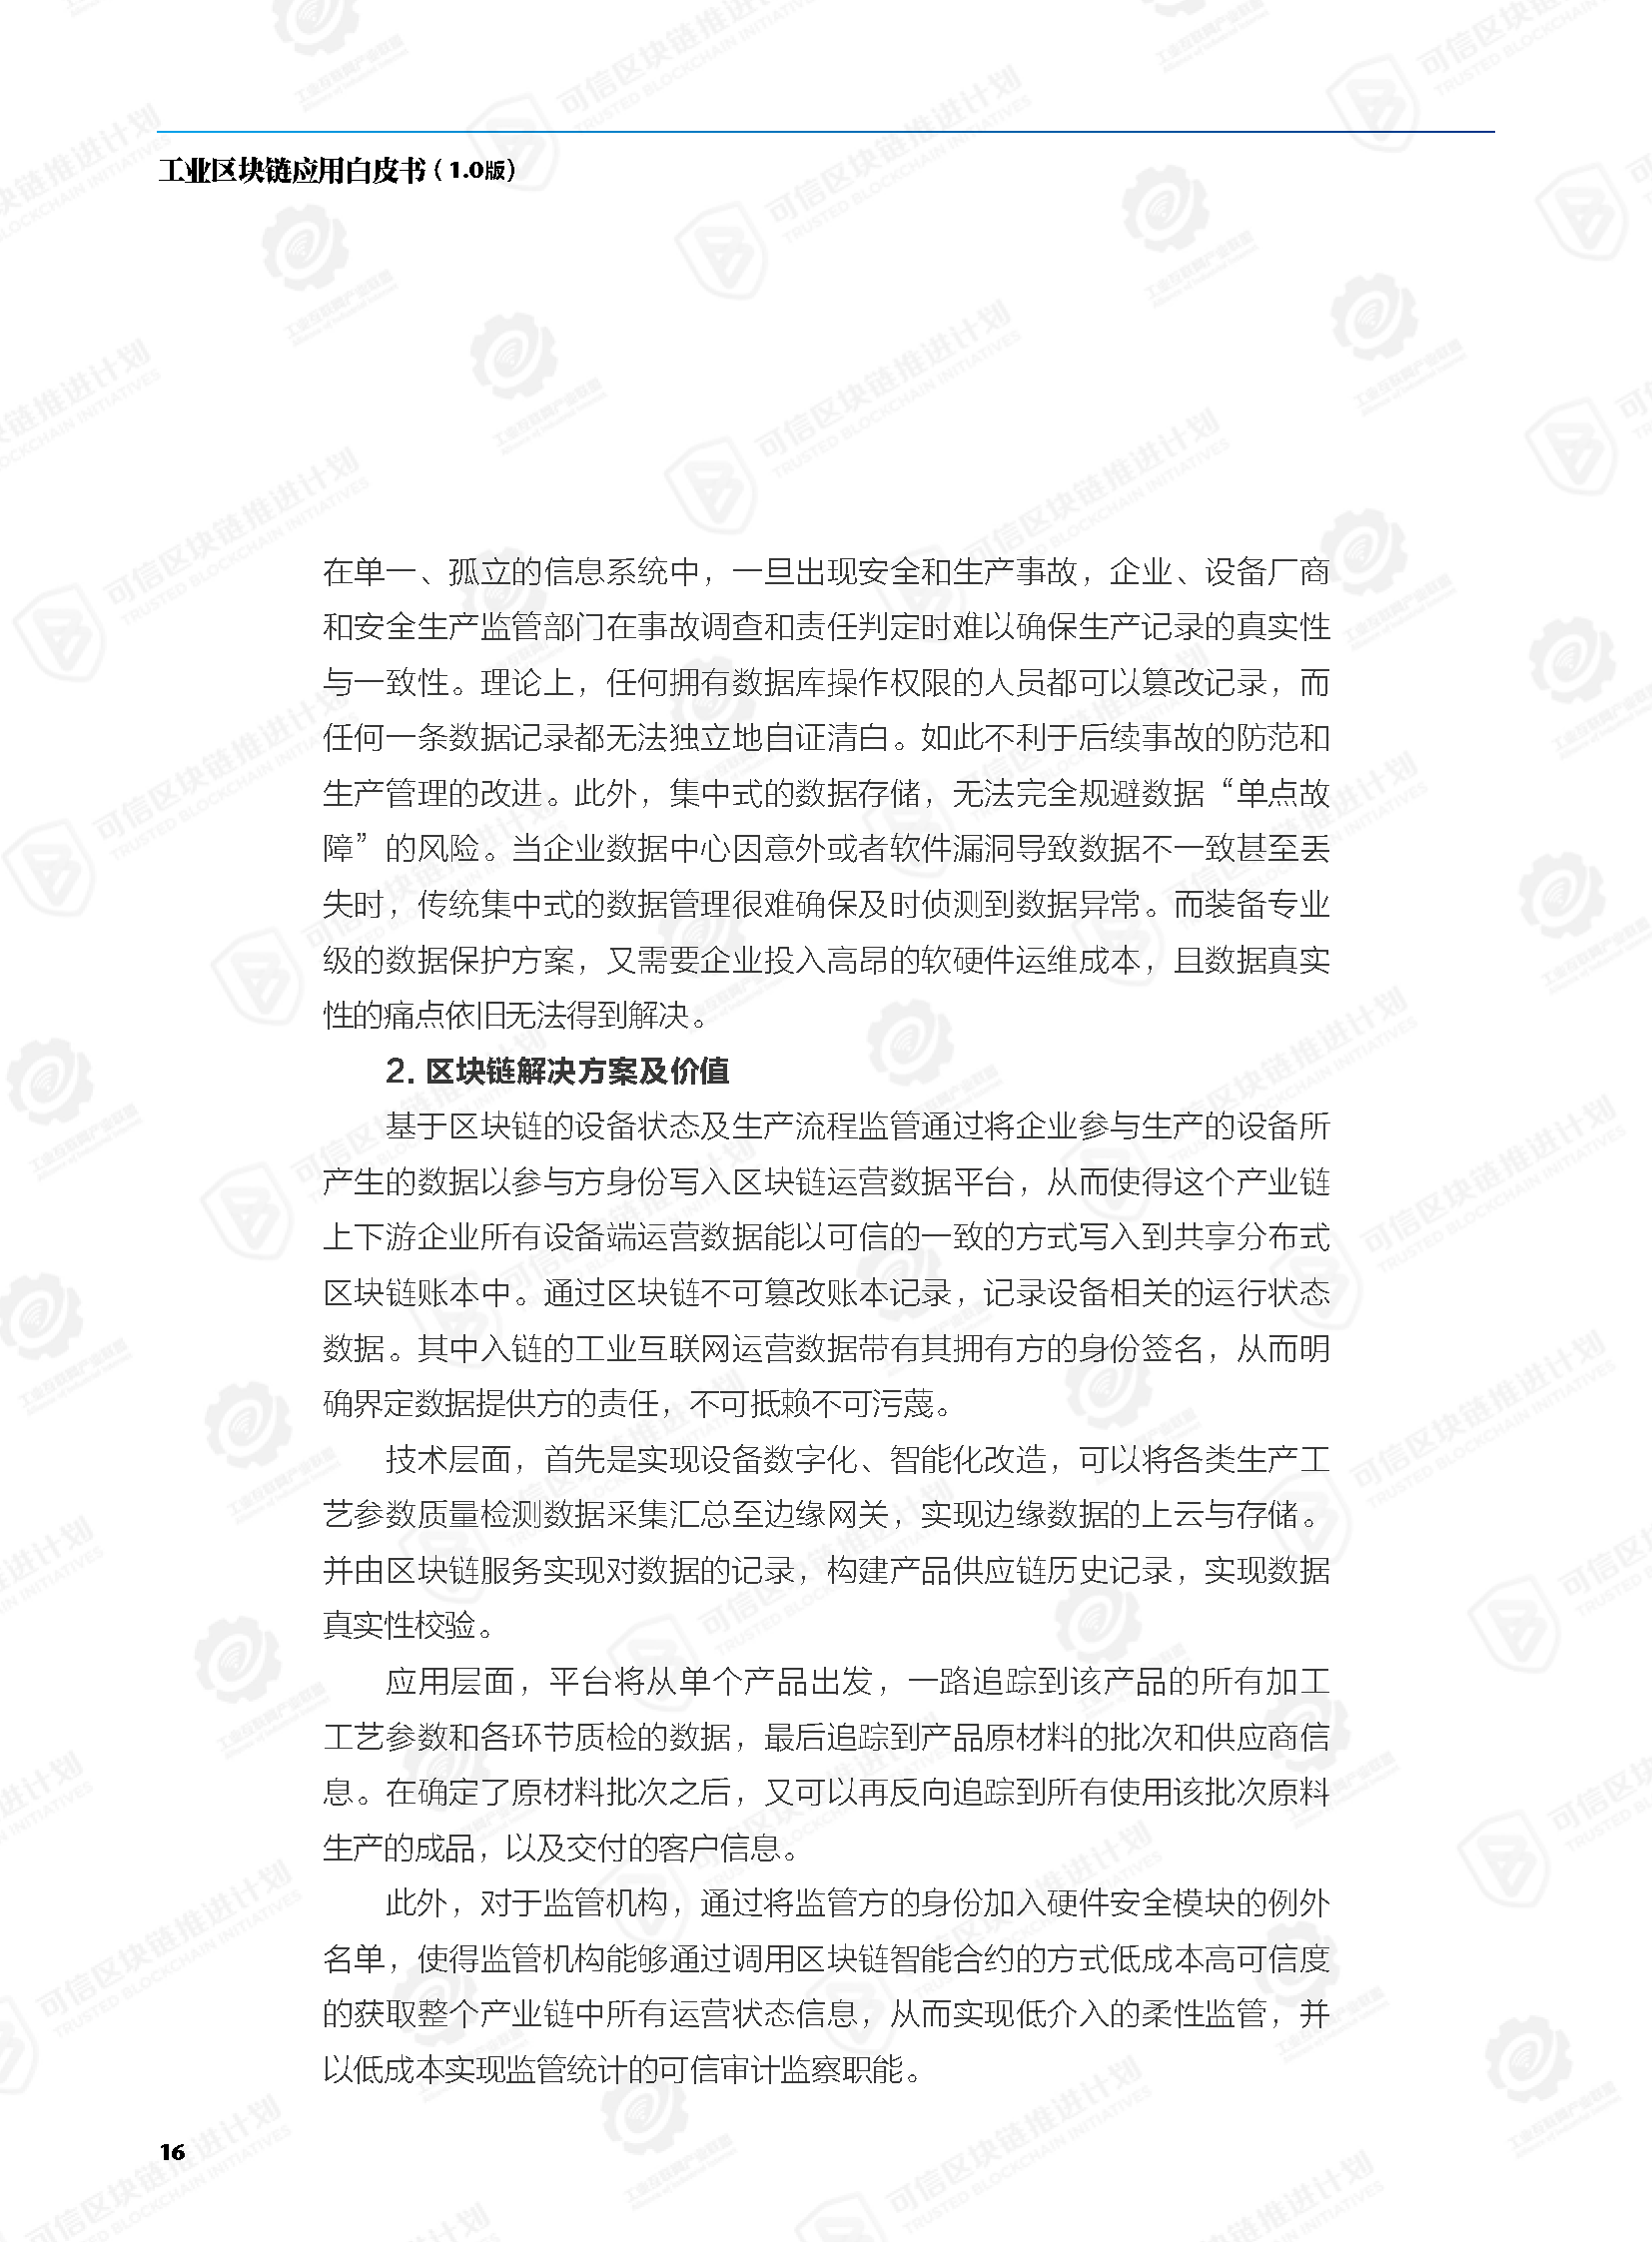 工业区块链应用白皮书（1.0版）
在单一、孤立的信息系统中，一旦出现安全和生产事故，企业、设备厂商
和安全生产监管部门在事故调查和责任判定时难以确保生产记录的真实性
与一致性。理论上，任何拥有数据库操作权限的人员都可以篡改记录，而
任何一条数据记录都无法独立地自证清白。如此不利于后续事故的防范和
生产管理的改进。此外，集中式的数据存储，无法完全规避数据“单点故
障”的风险。当企业数据中心因意外或者软件漏洞导致数据不一致甚至丢
失时，传统集中式的数据管理很难确保及时侦测到数据异常。而装备专业
级的数据保护方案，又需要企业投入高昂的软硬件运维成本，且数据真实
性的痛点依旧无法得到解决。
2. 区块链解决方案及价值
基于区块链的设备状态及生产流程监管通过将企业参与生产的设备所
产生的数据以参与方身份写入区块链运营数据平台，从而使得这个产业链
上下游企业所有设备端运营数据能以可信的一致的方式写入到共享分布式
区块链账本中。通过区块链不可篡改账本记录，记录设备相关的运行状态
数据。其中入链的工业互联网运营数据带有其拥有方的身份签名，从而明
确界定数据提供方的责任，不可抵赖不可污蔑。
技术层面，首先是实现设备数字化、智能化改造，可以将各类生产工
艺参数质量检测数据采集汇总至边缘网关，实现边缘数据的上云与存储。
并由区块链服务实现对数据的记录，构建产品供应链历史记录，实现数据
真实性校验。
应用层面，平台将从单个产品出发，一路追踪到该产品的所有加工
工艺参数和各环节质检的数据，最后追踪到产品原材料的批次和供应商信
息。在确定了原材料批次之后，又可以再反向追踪到所有使用该批次原料
生产的成品，以及交付的客户信息。
此外，对于监管机构，通过将监管方的身份加入硬件安全模块的例外
名单，使得监管机构能够通过调用区块链智能合约的方式低成本高可信度
的获取整个产业链中所有运营状态信息，从而实现低介入的柔性监管，并
以低成本实现监管统计的可信审计监察职能。
16
可信区块链推进计划
TRUSTED BLOCKCHAIN INITIATIVES
工业互联网产业联盟